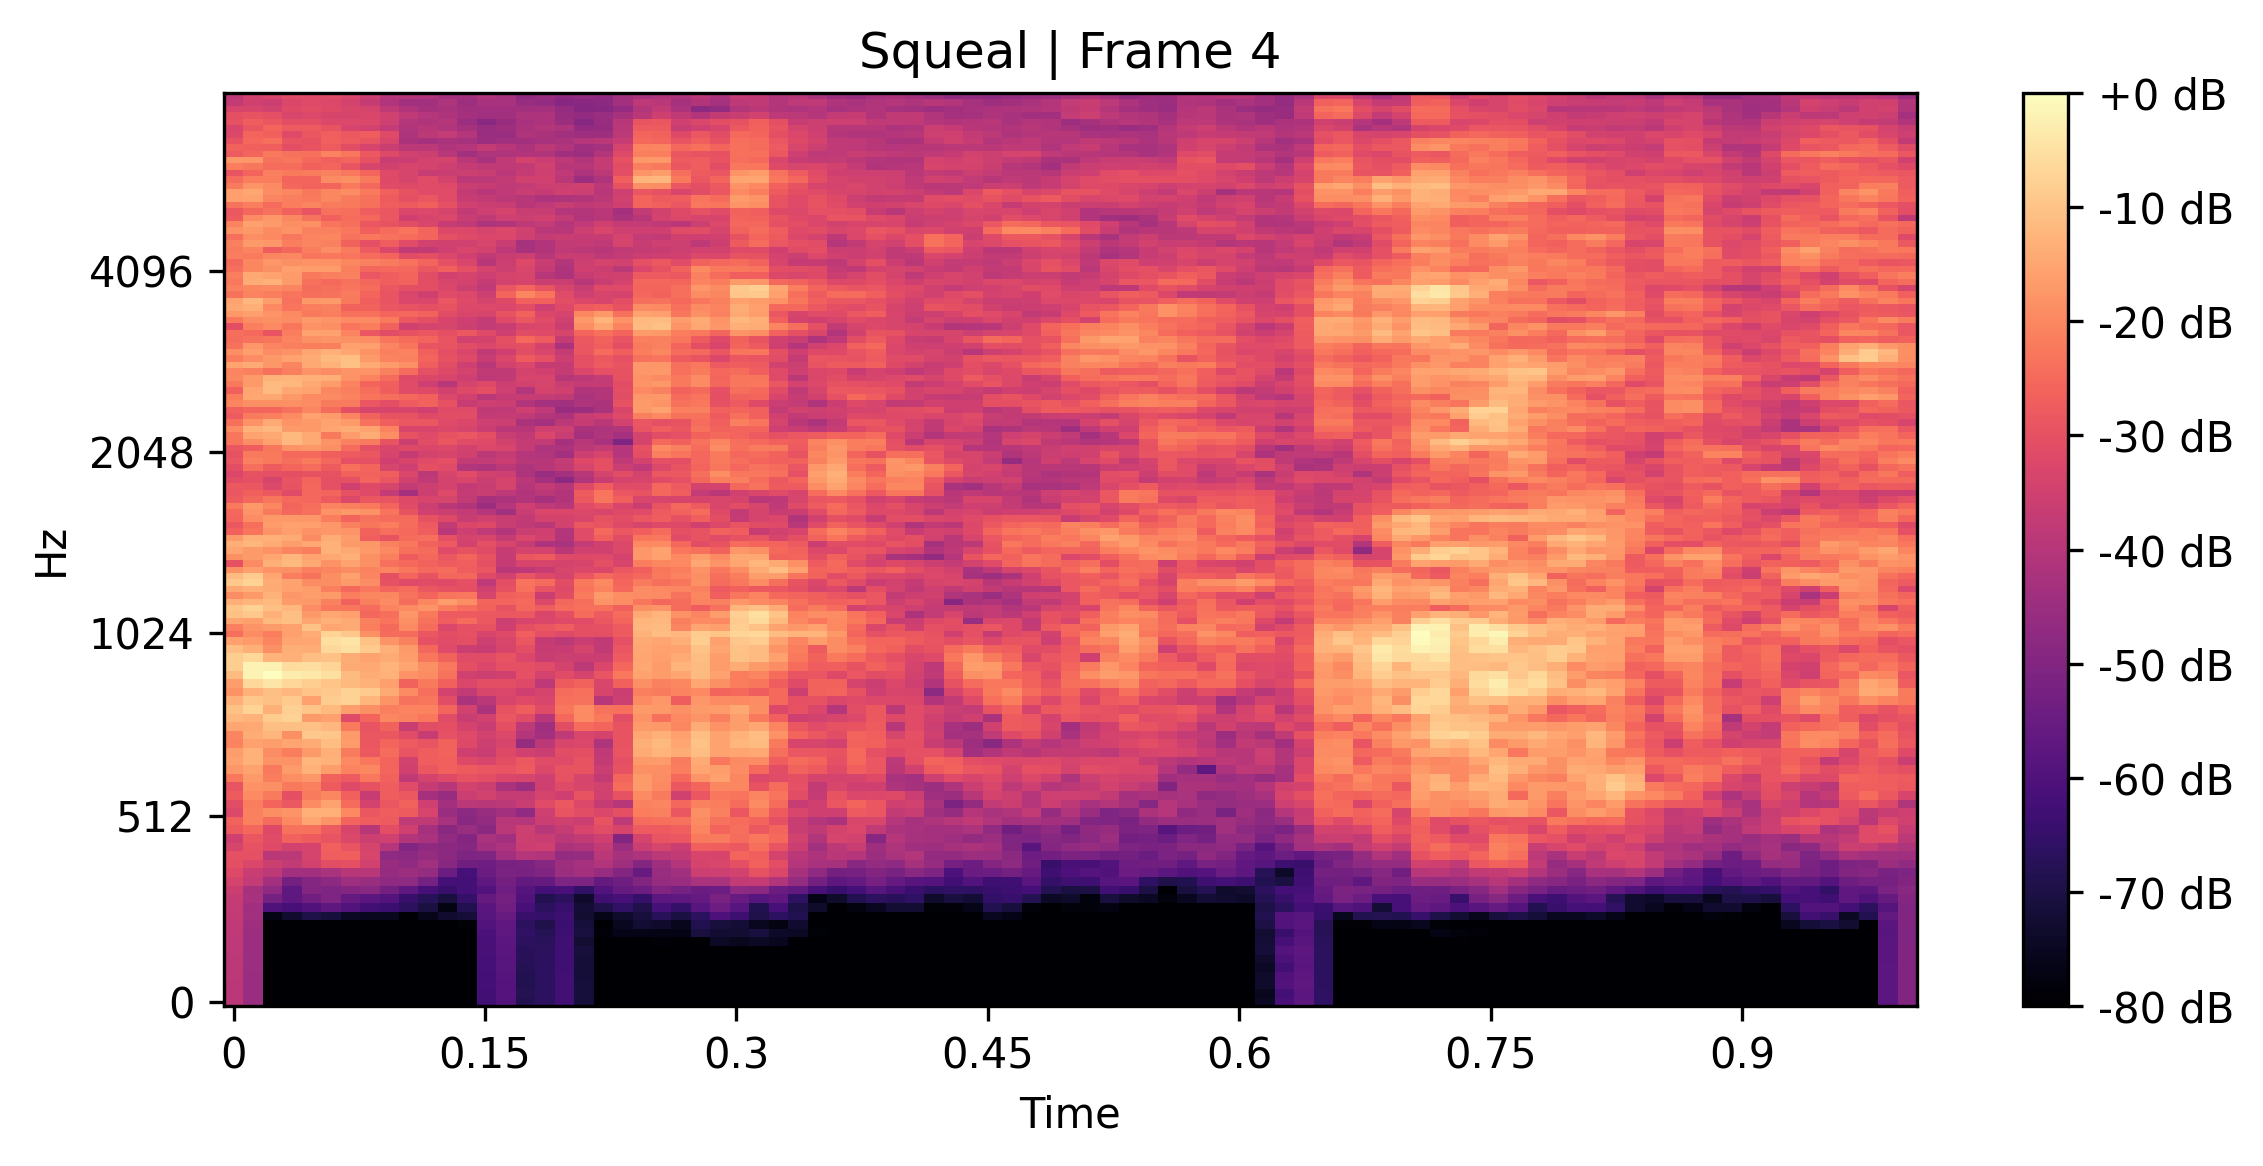 Squeal | Frame 4
+0 dB
-10 dB
-20 dB
-30 dB
-40 dB
-50 dB
-60 dB
-70 dB
-80 dB
4096
2048
1024
512
0
Hz
0
0.15
0.3
0.45
0.6
0.75
0.9
Time